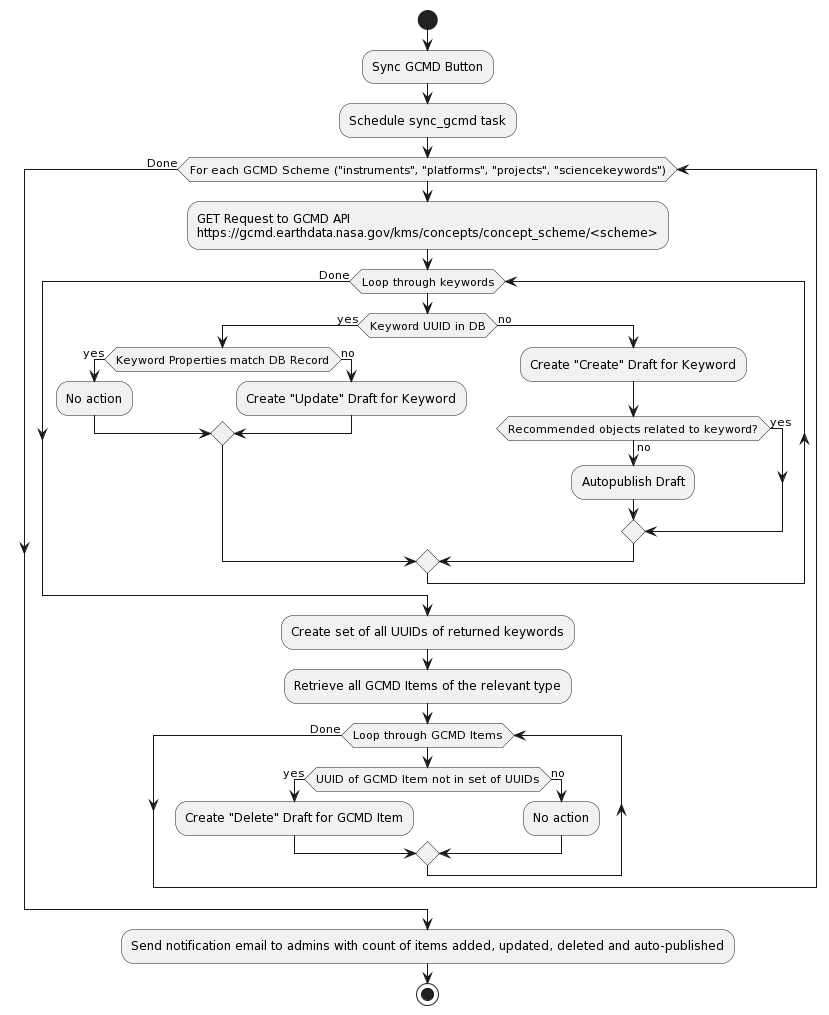 Sync GCMD Button
Schedule sync_gcmd task
Done
For each GCMD Scheme ("instruments", "platforms", "projects", "sciencekeywords")
GET Request to GCMD API
https://gcmd.earthdata.nasa.gov/kms/concepts/concept_scheme/<scheme>
Done
Loop through keywords
yes
Keyword UUID in DB
no
yes
Keyword Properties match DB Record
no
Create "Create" Draft for Keyword
No action
Create "Update" Draft for Keyword
Recommended objects related to keyword?
yes
no
Autopublish Draft
Create set of all UUIDs of returned keywords
Retrieve all GCMD Items of the relevant type
Done
Loop through GCMD Items
yes
UUID of GCMD Item not in set of UUIDs
no
Create "Delete" Draft for GCMD Item
No action
Send notification email to admins with count of items added, updated, deleted and auto-published